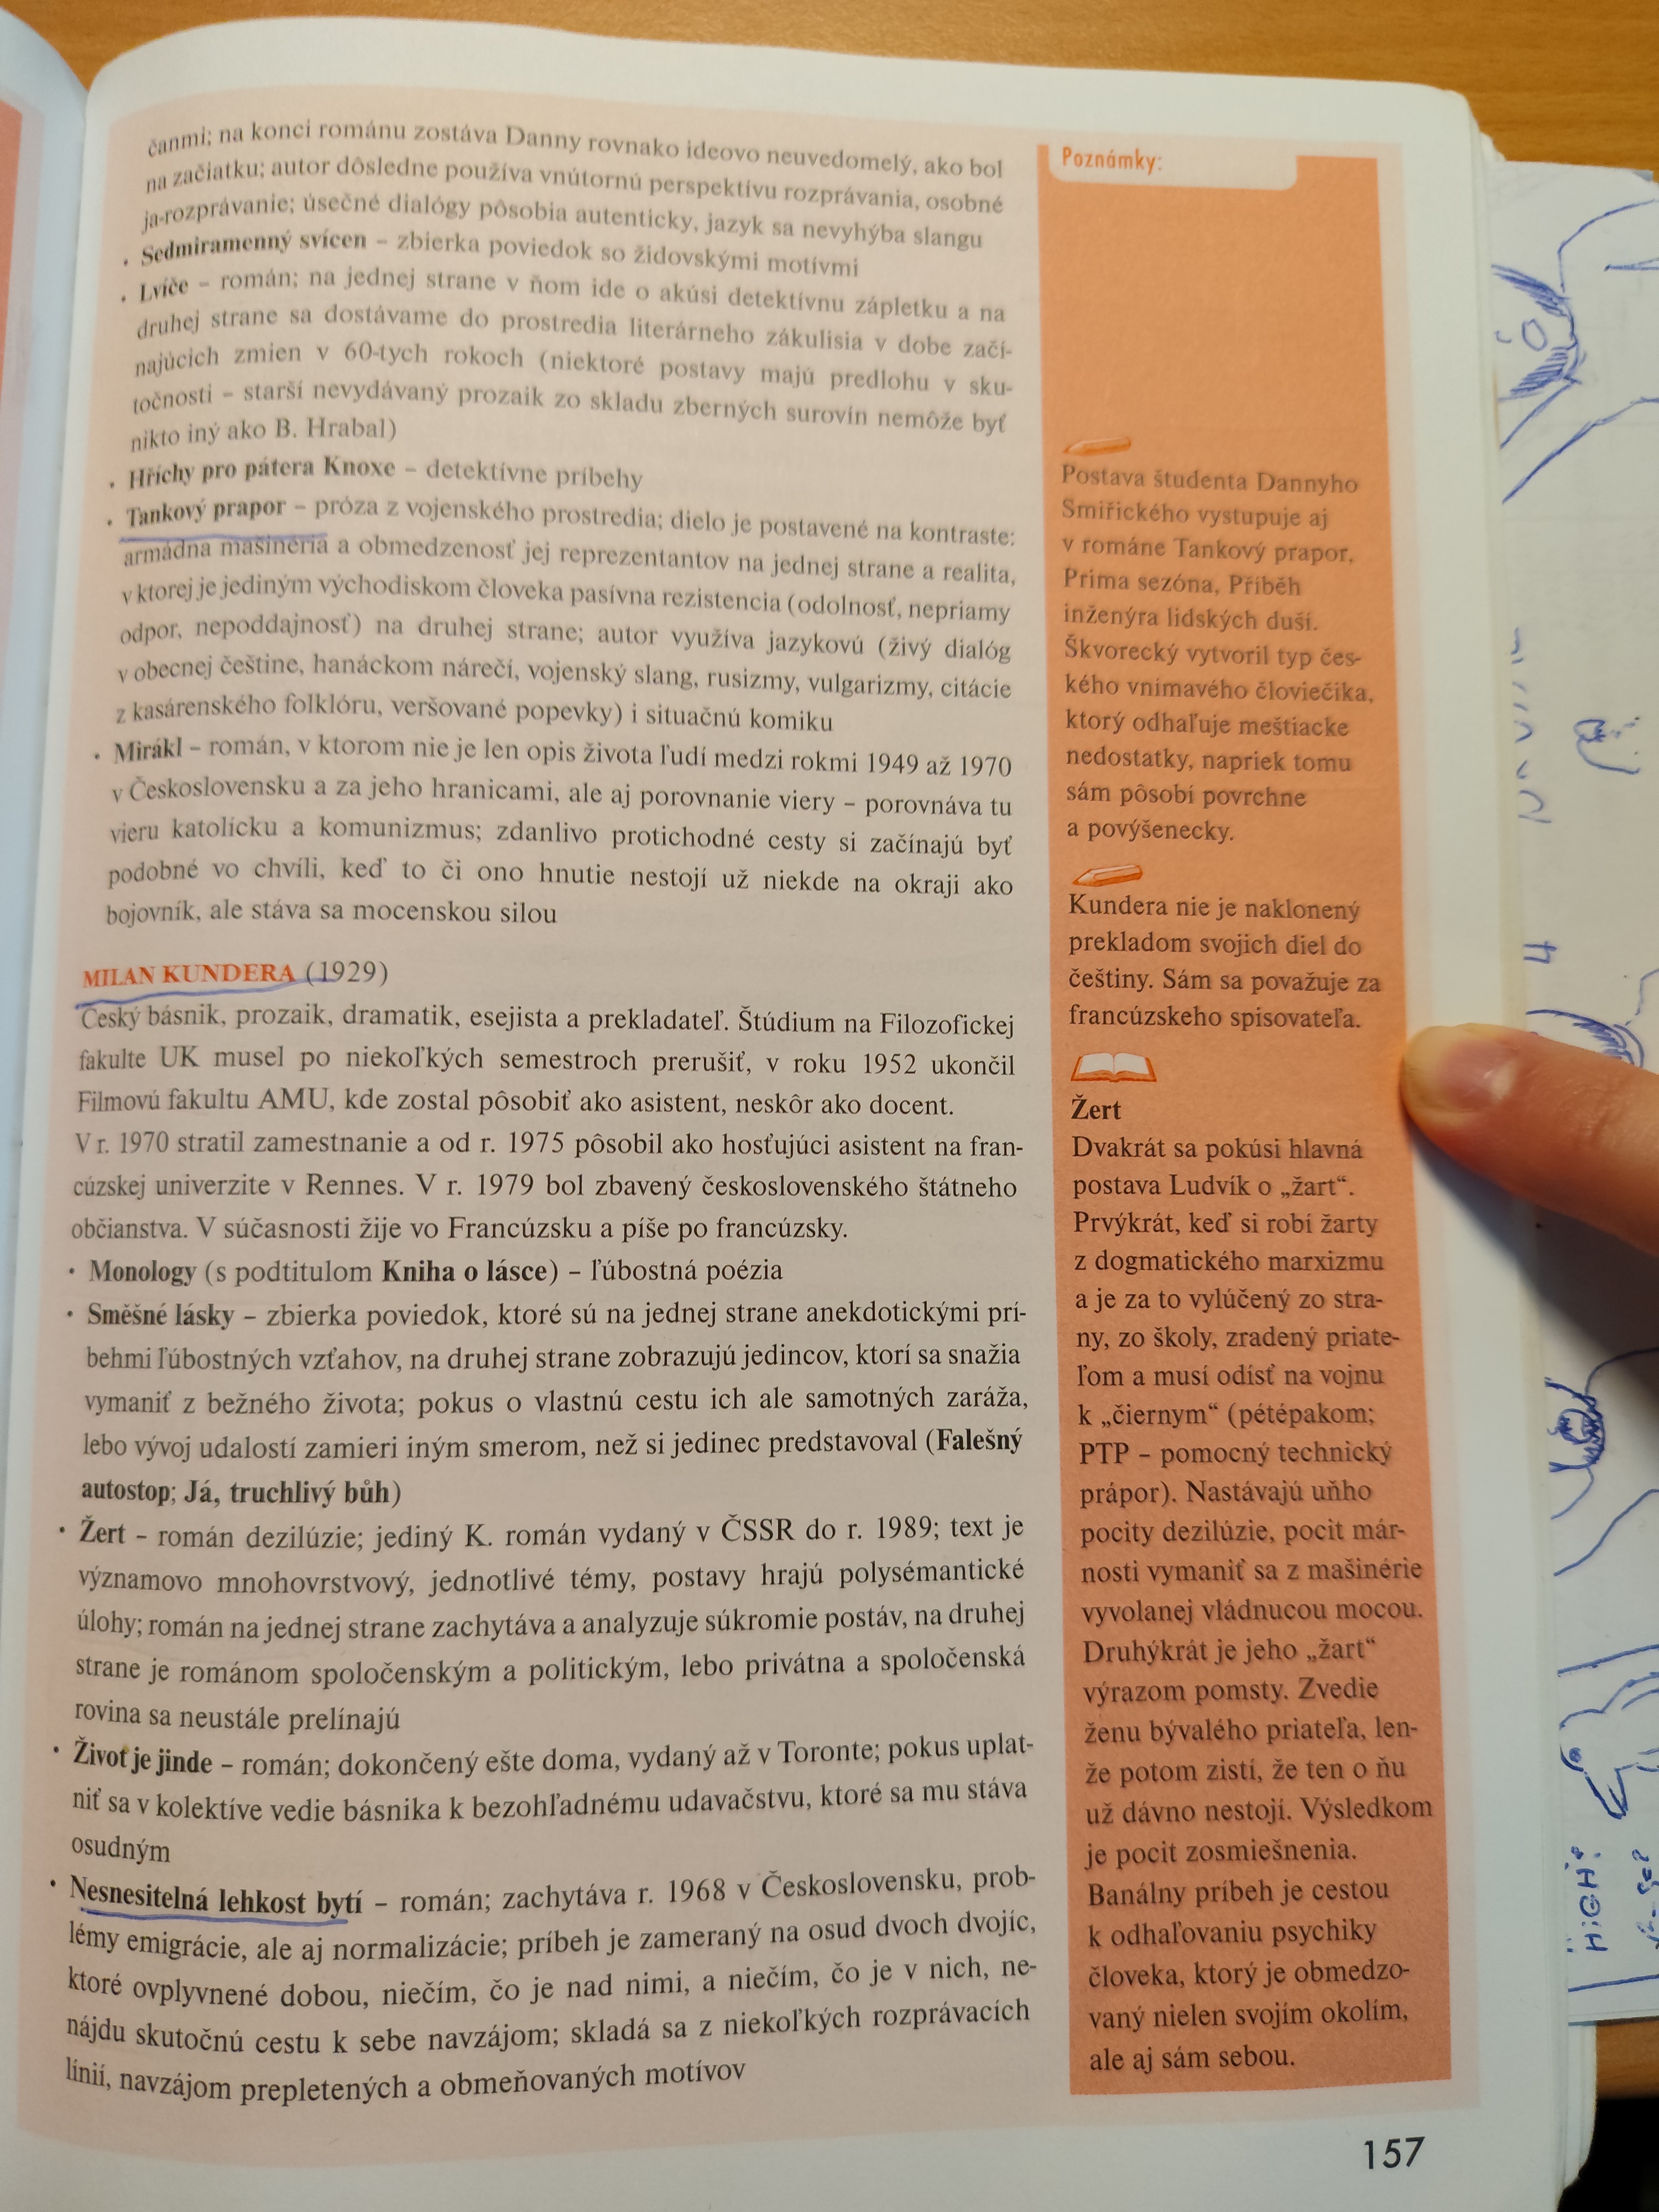 čanmi; na konci románu zostáva Danny rovnako ideovo neuvedomelý, ako bol
na začiatku; autor dôsledne používa vnútornú perspektívu rozprávania, osobné
ja-rozprávanie; úsečné dialógy pôsobia autenticky, jazyk sa nevyhýba slangu
• Sedmiramenný svícen – zbierka poviedok so židovskými motívmi
• Lvíče – román; na jednej strane v ňom ide o akúsi detektívnu zápletku a na
druhej strane sa dostávame do prostredia literárneho zákulisia v dobe začí-
najúcich zmien v 60-tych rokoch (niektoré postavy majú predlohu v sku-
točnosti – starší nevydávaný prozaik zo skladu zberných surovín nemôže byť
nikto iný ako B. Hrabal)
• Hříchy pro pátera Knoxe – detektívne príbehy
• Tankový prapor – próza z vojenského prostredia; dielo je postavené na kontraste:
armádna mašinéria a obmedzenosť jej reprezentantov na jednej strane a realita,
v ktorej je jediným východiskom človeka pasívna rezistencia (odolnosť, nepriamy
odpor, nepoddajnosť) na druhej strane; autor využíva jazykovú (živý dialóg
v obecnej češtine, hanáckom nárečí, vojenský slang, rusizmy, vulgarizmy, citácie
z kasárenského folklóru, veršované popevky) i situačnú komiku
• Mirákl – román, v ktorom nie je len opis života ľudí medzi rokmi 1949 až 1970
v Československu a za jeho hranicami, ale aj porovnanie viery – porovnáva tu
vieru katolícku a komunizmus; zdanlivo protichodné cesty si začínajú byť
podobné vo chvíli, keď to či ono hnutie nestojí už niekde na okraji ako
bojovník, ale stáva sa mocenskou silou
MILAN KUNDERA (1929)
Český básnik, prozaik, dramatik, esejista a prekladateľ. Štúdium na Filozofickej
fakulte UK musel po niekoľkých semestroch prerušiť, v roku 1952 ukončil
Filmovú fakultu AMU, kde zostal pôsobiť ako asistent, neskôr ako docent.
V r. 1970 stratil zamestnanie a od r. 1975 pôsobil ako hosťujúci asistent na fran-
cúzskej univerzite v Rennes. V r. 1979 bol zbavený československého štátneho
občianstva. V súčasnosti žije vo Francúzsku a píše po francúzsky.
• Monology (s podtitulom Kniha o lásce) – ľúbostná poézia
• Směšné lásky – zbierka poviedok, ktoré sú na jednej strane anekdotickými prí-
behmi ľúbostných vzťahov, na druhej strane zobrazujú jedincov, ktorí sa snažia
vymaniť z bežného života; pokus o vlastnú cestu ich ale samotných zaráža,
lebo vývoj udalostí zamieri iným smerom, než si jedinec predstavoval (Falešný
autostop; Já, truchlivý bůh)
• Žert – román dezilúzie; jediný K. román vydaný v ČSSR do r. 1989; text je
významovo mnohovrstvový, jednotlivé témy, postavy hrajú polysémantické
úlohy; román na jednej strane zachytáva a analyzuje súkromie postáv, na druhej
strane je románom spoločenským a politickým, lebo privátna a spoločenská
rovina sa neustále prelínajú
• Život je jinde – román; dokončený ešte doma, vydaný až v Toronte; pokus uplat-
niť sa v kolektíve vedie básnika k bezohľadnému udavačstvu, ktoré sa mu stáva
osudným
• Nesnesitelná lehkost bytí – román; zachytáva r. 1968 v Československu, prob-
lémy emigrácie, ale aj normalizácie; príbeh je zameraný na osud dvoch dvojíc,
ktoré ovplyvnené dobou, niečím, čo je nad nimi, a niečím, čo je v nich, ne-
nájdu skutočnú cestu k sebe navzájom; skladá sa z niekoľkých rozprávacích
línií, navzájom prepletených a obmeňovaných motívov
Poznámky:
Postava študenta Dannyho
Smiřického vystupuje aj
v románe Tankový prapor,
Prima sezóna, Příběh
inženýra lidských duší.
Škvorecký vytvoril typ čes-
kého vnímavého človiečika,
ktorý odhaľuje meštiacke
nedostatky, napriek tomu
sám pôsobí povrchne
a povýšenecky.
Kundera nie je naklonený
prekladom svojich diel do
češtiny. Sám sa považuje za
francúzskeho spisovateľa.
Žert
Dvakrát sa pokúsi hlavná
postava Ludvík o „žart“.
Prvýkrát, keď si robí žarty
z dogmatického marxizmu
a je za to vylúčený zo stra-
ny, zo školy, zradený priate-
ľom a musí odísť na vojnu
k „čiernym“ (pétépakom;
PTP – pomocný technický
prápor). Nastávajú uňho
pocity dezilúzie, pocit már-
nosti vymaniť sa z mašinérie
vyvolanej vládnucou mocou.
Druhýkrát je jeho „žart“
výrazom pomsty. Zvedie
ženu bývalého priateľa, len-
že potom zistí, že ten o ňu
už dávno nestojí. Výsledkom
je pocit zosmiešnenia.
Banálny príbeh je cestou
k odhaľovaniu psychiky
človeka, ktorý je obmedzo-
vaný nielen svojím okolím,
ale aj sám sebou.
157